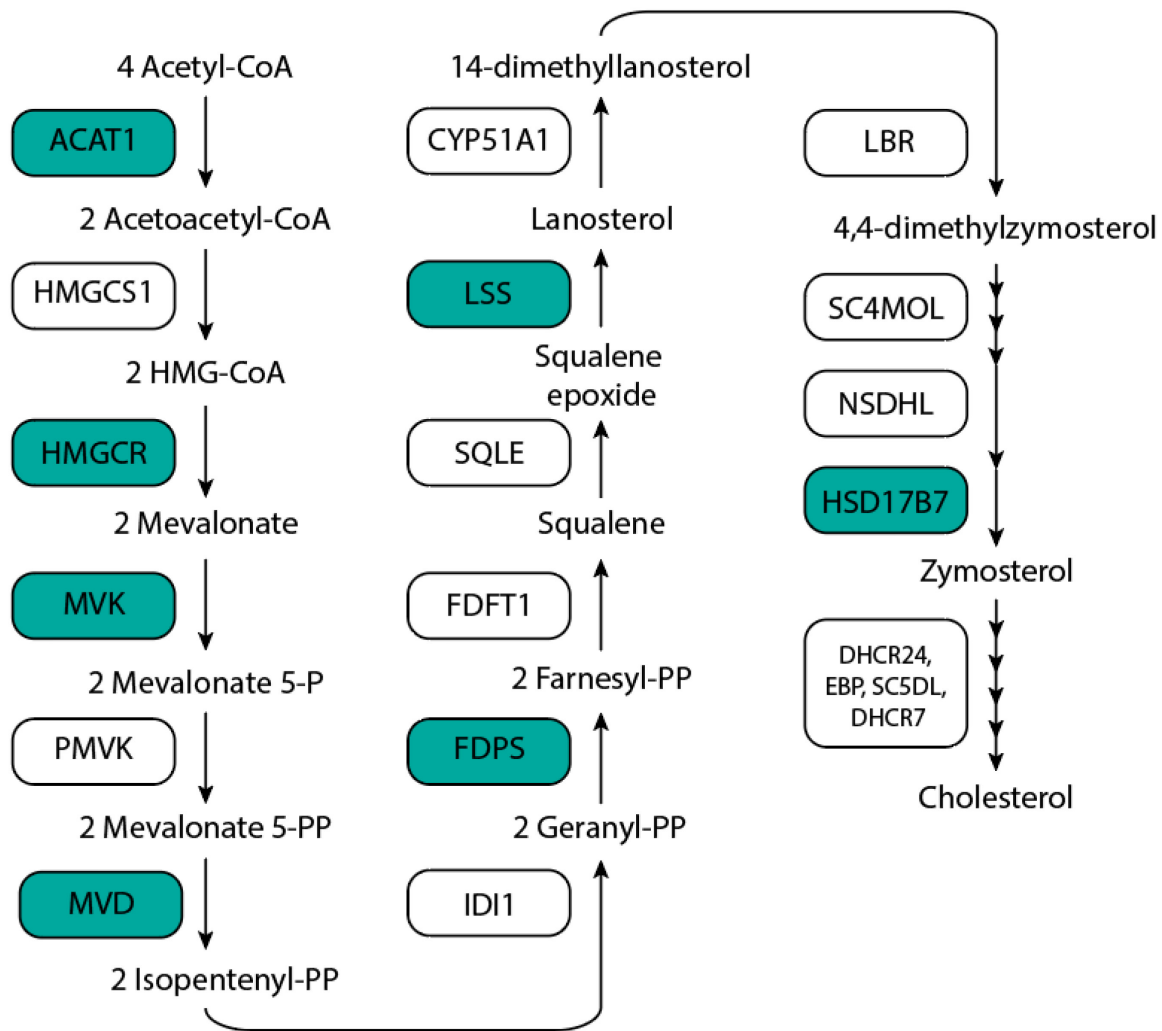 4 Acetyl-CoA
ACAT1
2 Acetoacetyl-CoA
HMGCS1
2 HMG-CoA
HMGCR
2 Mevalonate
MVK
2 Mevalonate 5-P
PMVK
2 Mevalonate 5-PP
MVD
2 Isopentenyl-PP
14-dimethyllanosterol
CYP51A1
Lanosterol
LSS
Squalene
epoxide
SQLE
Squalene
FDFT1
2 Farnesyl-PP
FDPS
2 Geranyl-PP
IDI1
LBR
4,4-dimethylzymosterol
SC4MOL
NSDHL
HSD17B7
Zymosterol
DHCR24,
EBP, SC5DL,
DHCR7
Cholesterol